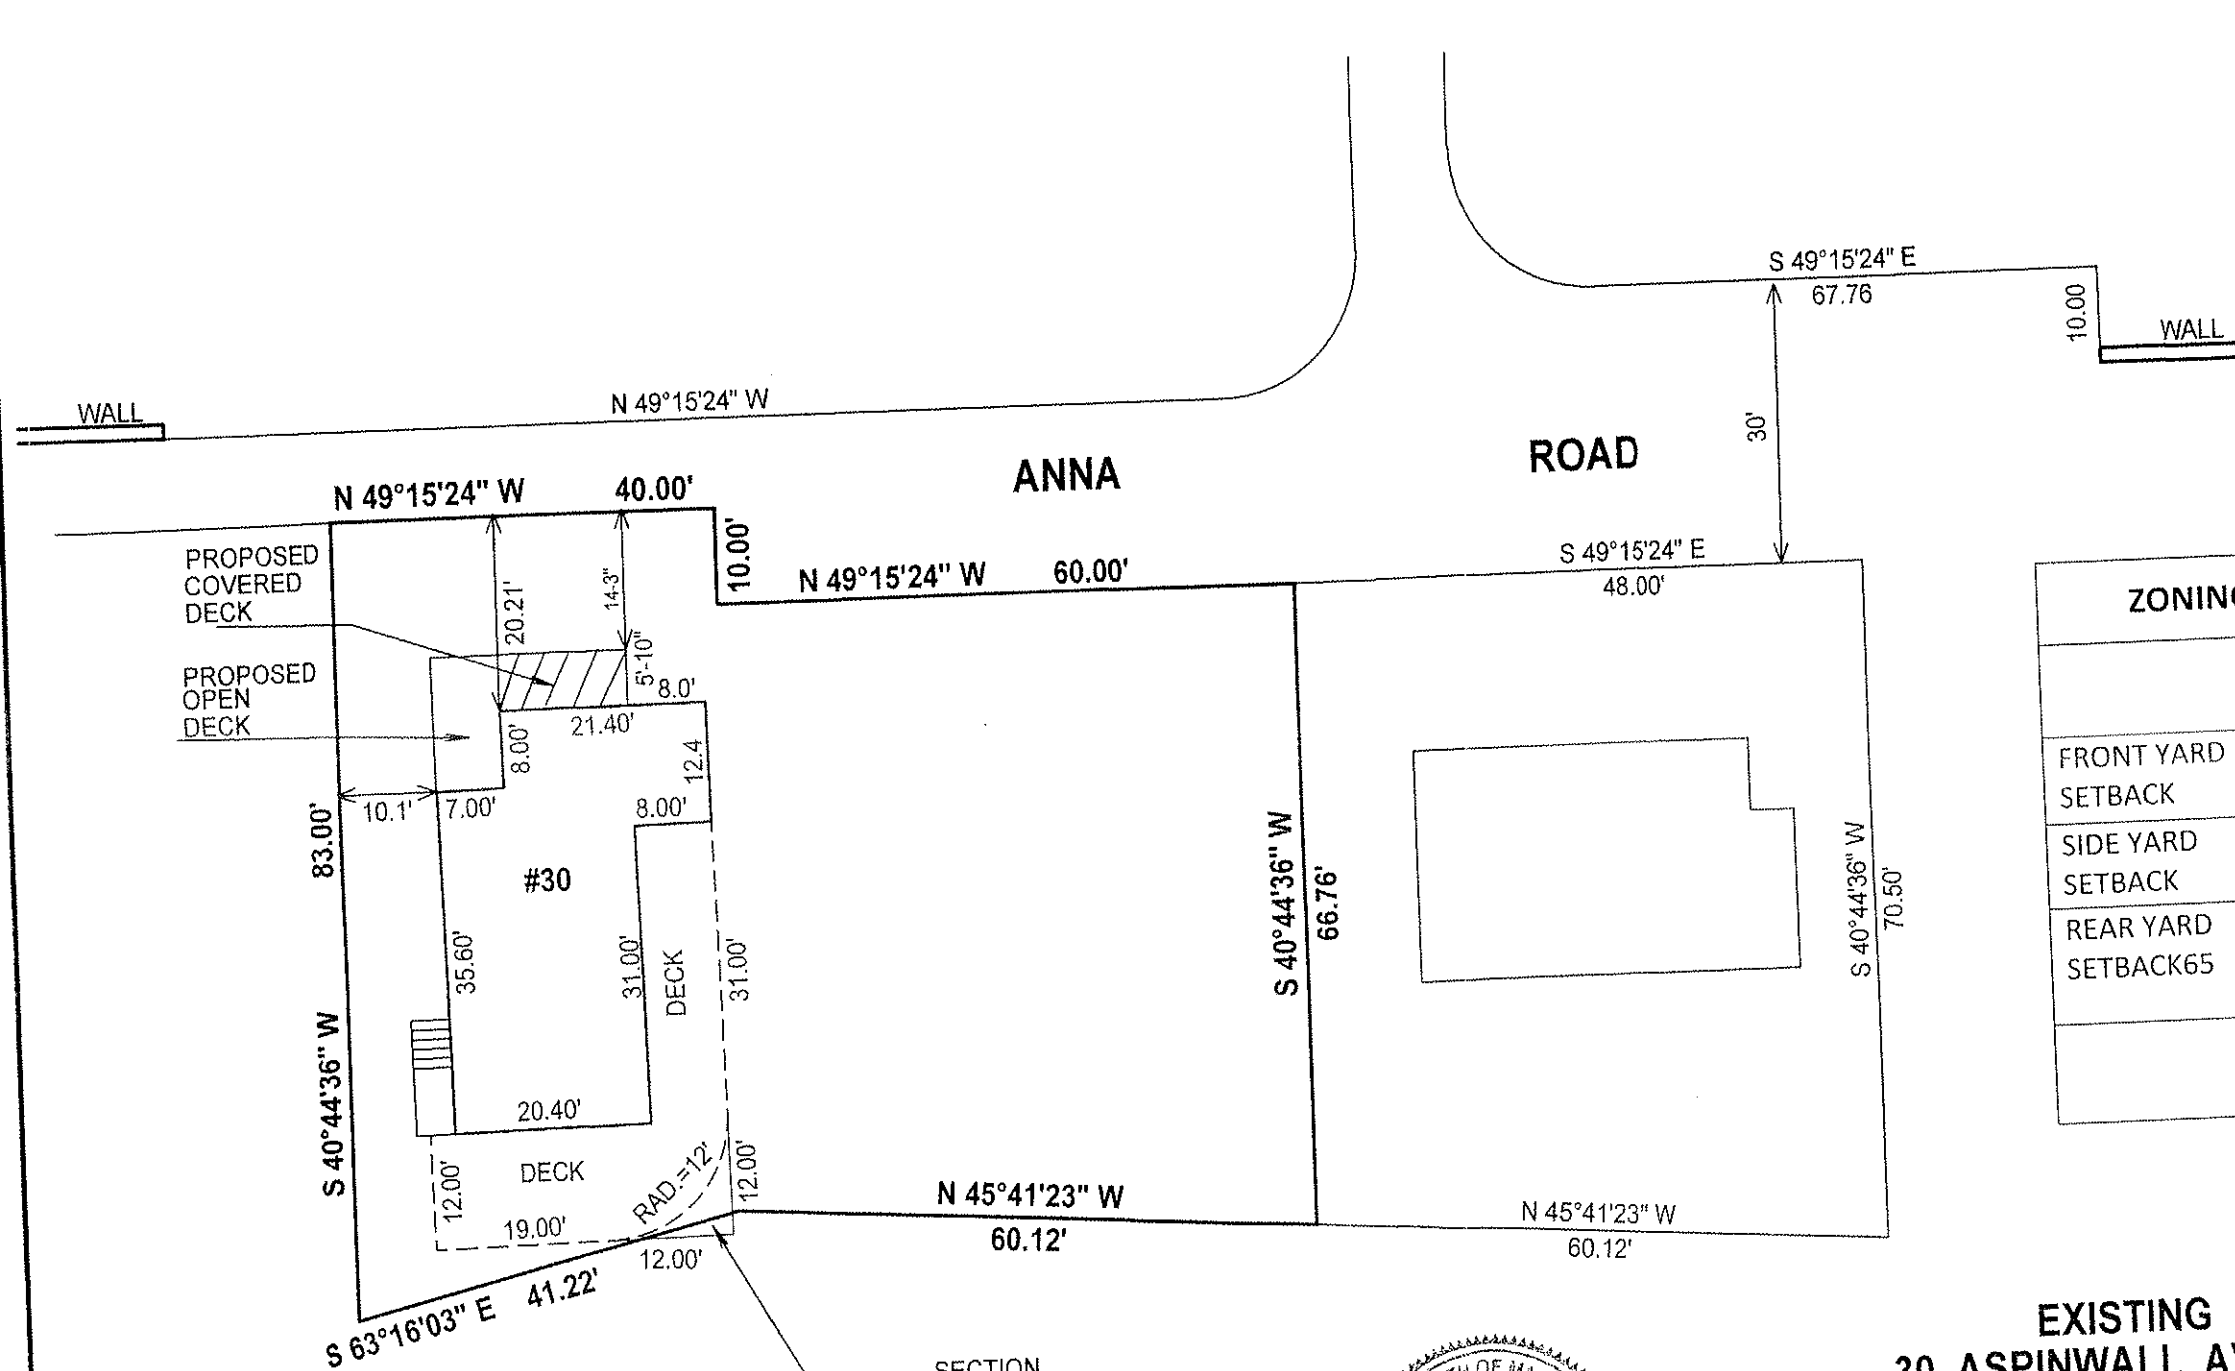 S 49°15'24" E
67.76
10.00
WALL
30'
WALL
N 49°15'24" W
ANNA
ROAD
N 49°15'24" W
40.00'
10.00'
N 49°15'24" W
60.00'
S 49°15'24" E
48.00'
PROPOSED
COVERED
DECK
20.21'
14-3"
5'-10"
8.0'
PROPOSED
OPEN
DECK
21.40'
8.00'
12.4
10.1'
7.00'
8.00'
83.00'
#30
35.60'
31.00'
DECK
31.00'
S 40°44'36" W
66.76'
S 40°44'36" W
70.50'
S 40°44'36" W
20.40'
12.00'
DECK
RAD.=12'
12.00'
19.00'
12.00'
S 63°16'03" E
41.22'
N 45°41'23" W
60.12'
N 45°41'23" W
60.12'
FRONT YARD
SETBACK
SIDE YARD
SETBACK
REAR YARD
SETBACK65
SECTION
EXISTING
30 ASPINWALL